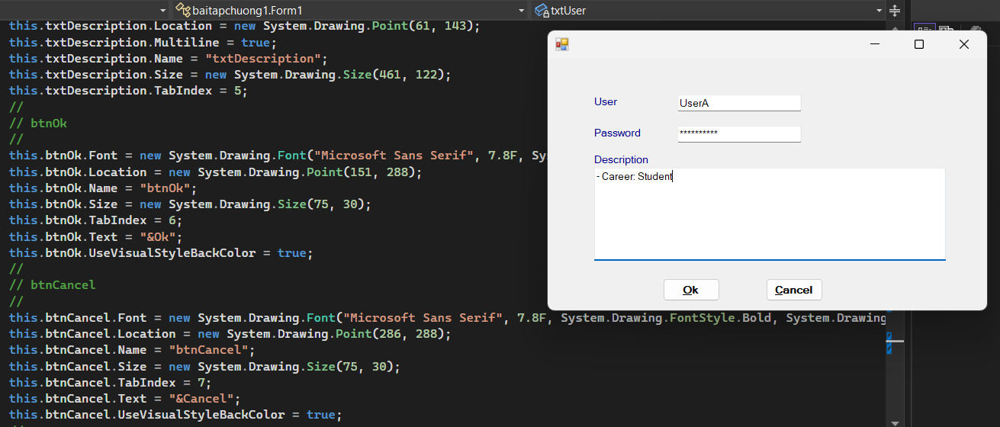 baitapchuong1.Form1
txtUser
this.txtDescription.Location = new System.Drawing.Point(61, 143);
this.txtDescription.Multiline = true;
this.txtDescription.Name = "txtDescription";
this.txtDescription.Size = new System.Drawing.Size(461, 122);
this.txtDescription.TabIndex = 5;
//
// btnOk
//
this.btnOk.Font = new System.Drawing.Font("Microsoft Sans Serif", 7.8F, Sy
this.btnOk.Location = new System.Drawing.Point(151, 288);
this.btnOk.Name = "btnOk";
this.btnOk.Size = new System.Drawing.Size(75, 30);
this.btnOk.TabIndex = 6;
this.btnOk.Text = "&Ok";
this.btnOk.UseVisualStyleBackColor = true;
//
// btnCancel
//
this.btnCancel.Font = new System.Drawing.Font("Microsoft Sans Serif", 7.8F, System.Drawing.FontStyle.Bold, System.Drawing
this.btnCancel.Location = new System.Drawing.Point(286, 288);
this.btnCancel.Name = "btnCancel";
this.btnCancel.Size = new System.Drawing.Size(75, 30);
this.btnCancel.TabIndex = 7;
this.btnCancel.Text = "&Cancel";
this.btnCancel.UseVisualStyleBackColor = true;
//
User
UserA
Password
**********
Description
- Career: Student
Ok
Cancel